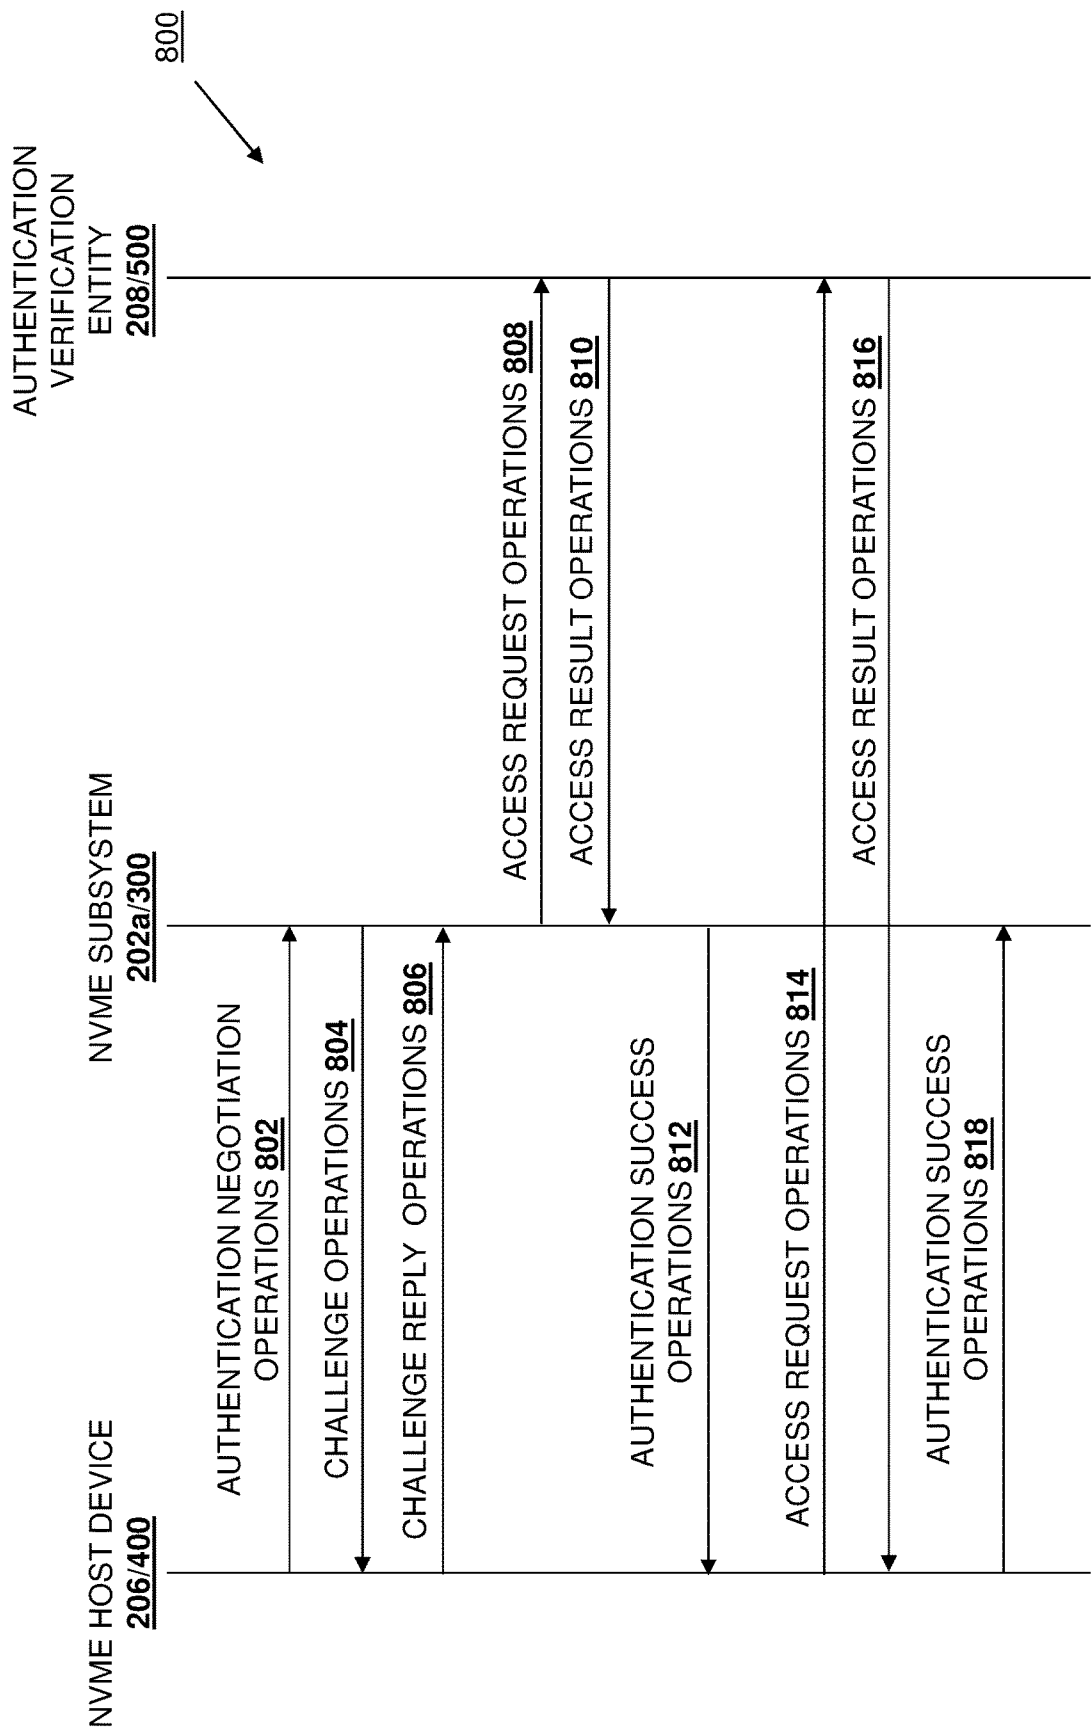 800
NVME HOST DEVICE
206/400
NVME SUBSYSTEM
202a/300
AUTHENTICATION
VERIFICATION
ENTITY
208/500
AUTHENTICATION NEGOTIATION
OPERATIONS 802
CHALLENGE OPERATIONS 804
CHALLENGE REPLY OPERATIONS 806
ACCESS REQUEST OPERATIONS 808
ACCESS RESULT OPERATIONS 810
AUTHENTICATION SUCCESS
OPERATIONS 812
ACCESS REQUEST OPERATIONS 814
ACCESS RESULT OPERATIONS 816
AUTHENTICATION SUCCESS
OPERATIONS 818